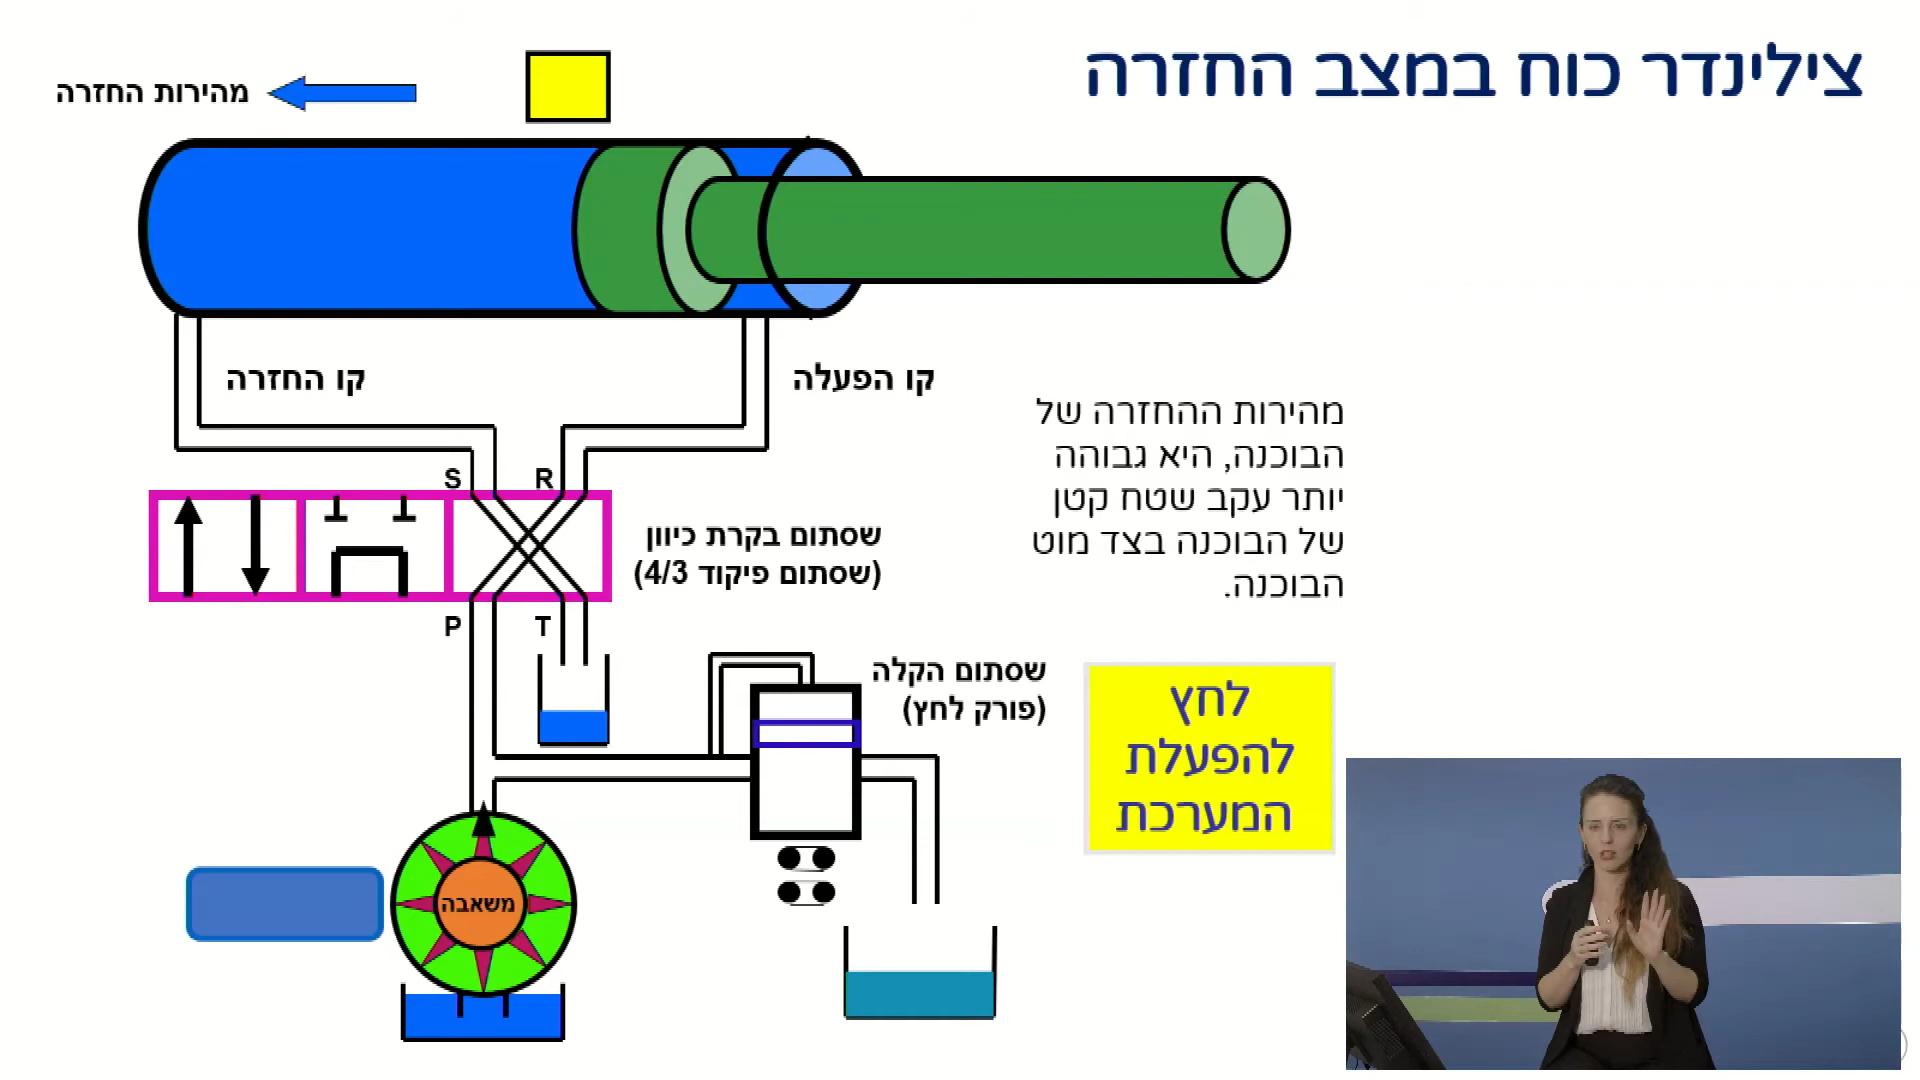 צילינדר כוח במצב החזרה
מהירות החזרה
קו החזרה
קו הפעלה
מהירות ההחזרה של
הבוכנה, היא גבוהה
יותר עקב שטח קטן
של הבוכנה בצד מוט
הבוכנה.
S
R
שסתום בקרת כיוון
(שסתום פיקוד 4/3)
P
T
שסתום הקלה
(פורק לחץ)
לחץ
להפעלת
המערכת
משאבה